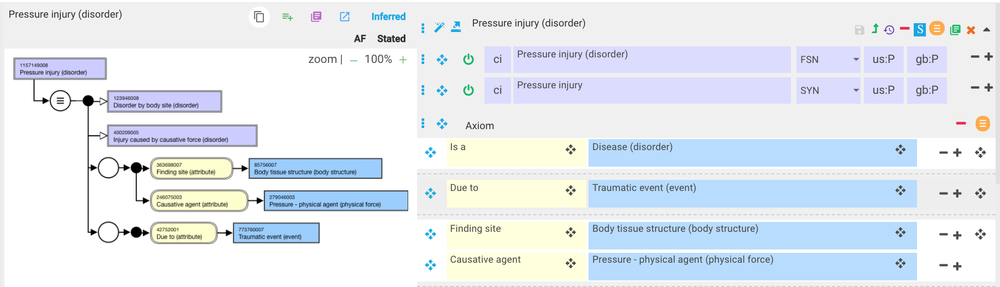 Pressure injury (disorder)
Inferred
AF Stated
zoom | − 100% +
1157149008
Pressure injury (disorder)
123946008
Disorder by body site (disorder)
400209005
Injury caused by causative force (disorder)
363698007
Finding site (attribute)
85756007
Body tissue structure (body structure)
246075003
Causative agent (attribute)
279046003
Pressure - physical agent (physical force)
42752001
Due to (attribute)
773760007
Traumatic event (event)
Pressure injury (disorder)
S
ci Pressure injury (disorder) FSN us:P gb:P
ci Pressure injury SYN us:P gb:P
Axiom
Is a Disease (disorder)
Due to Traumatic event (event)
Finding site Body tissue structure (body structure)
Causative agent Pressure - physical agent (physical force)